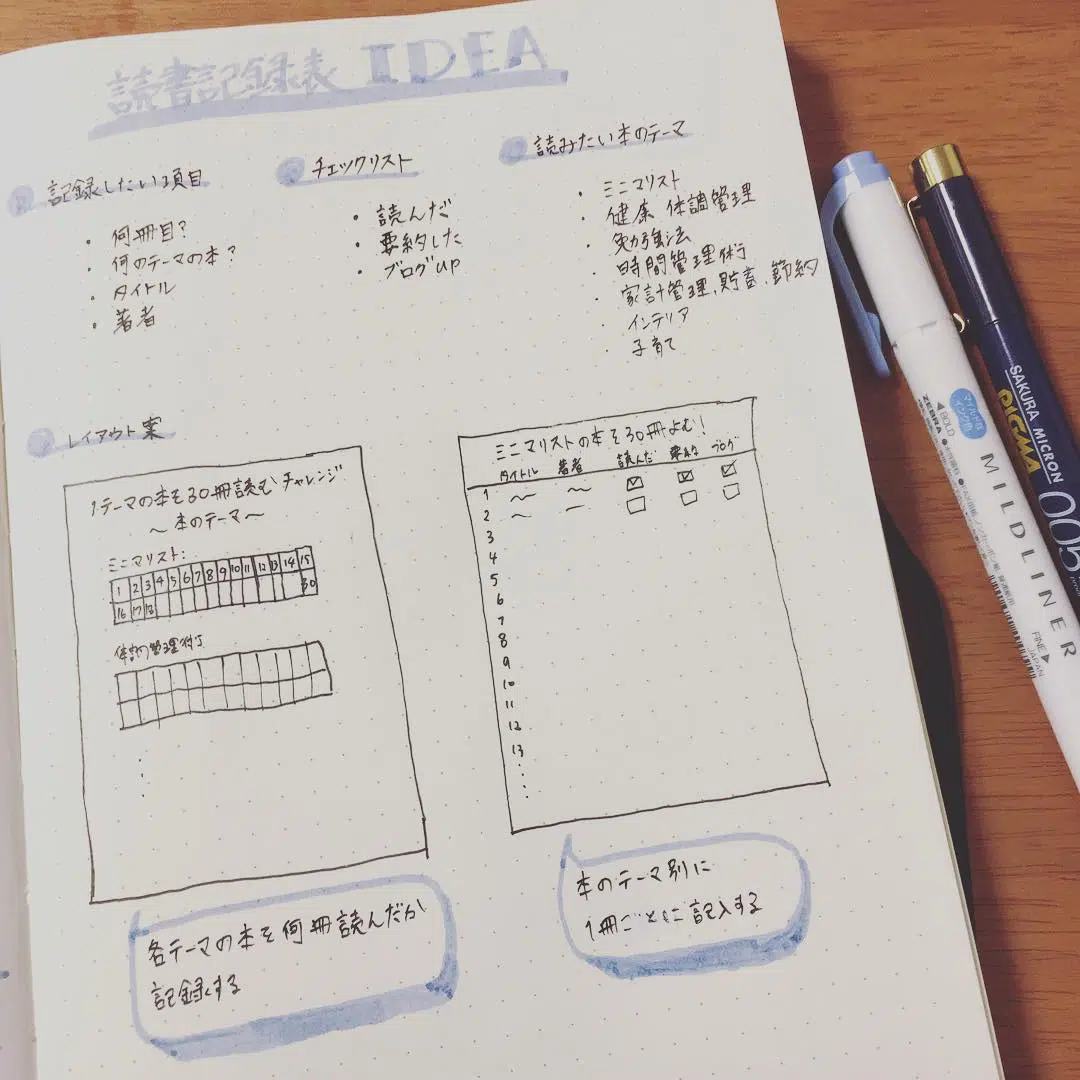 読書記録表 IDEA
記録したい項目
・何冊目?
・何のテーマの本?
・タイトル
・著者
チェックリスト
・読んだ
・要約した
・ブログup
読みたい本のテーマ
・ミニマリスト
・健康 体調管理
・勉強法
・時間管理術
・家計管理、貯蓄、節約
・インテリア
・子育て
レイアウト案
1テーマの本を30冊読むチャレンジ
〜本のテーマ〜
ミニマリスト:
1 2 3 4 5 6 7 8 9 10 11 12 13 14 15
16 17 18 30
体調管理術
各テーマの本を何冊読んだか
記録する
ミニマリストの本を30冊よむ!
タイトル 著者 読んだ 要約 ブログ
1
2
3
4
5
6
7
8
9
10
11
12
13
本のテーマ別に
1冊ごとに記入する
マイルド系
インク色
BOLD
ZEBRA
MILDLINER
FINE
JAPAN
SAKURA MICRON
PIGMA
005